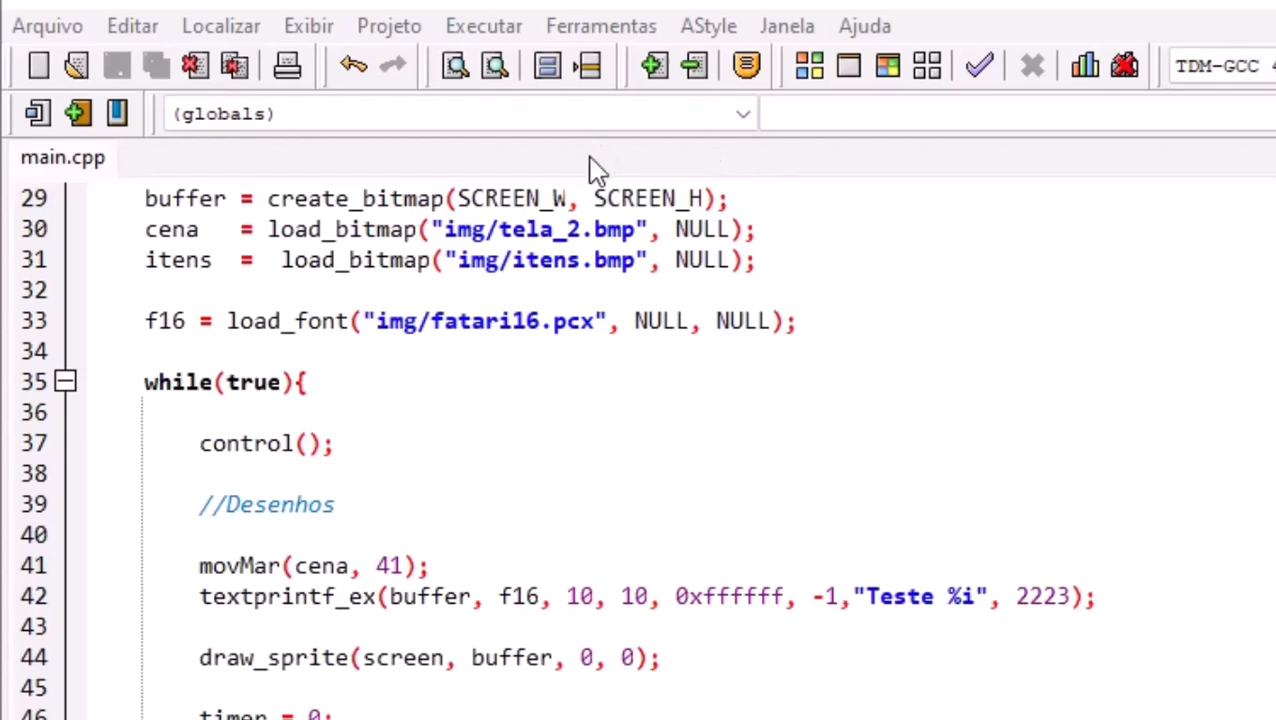 Arquivo Editar Localizar Exibir Projeto Executar Ferramentas AStyle Janela Ajuda
TDM-GCC 4
(globals)
main.cpp
29 buffer = create_bitmap(SCREEN_W, SCREEN_H);
30 cena   = load_bitmap("img/tela_2.bmp", NULL);
31 itens  =  load_bitmap("img/itens.bmp", NULL);
32
33 f16 = load_font("img/fatari16.pcx", NULL, NULL);
34
35 while(true){
36
37 control();
38
39 //Desenhos
40
41 movMar(cena, 41);
42 textprintf_ex(buffer, f16, 10, 10, 0xffffff, -1,"Teste %i", 2223);
43
44 draw_sprite(screen, buffer, 0, 0);
45
46 timer = 0;